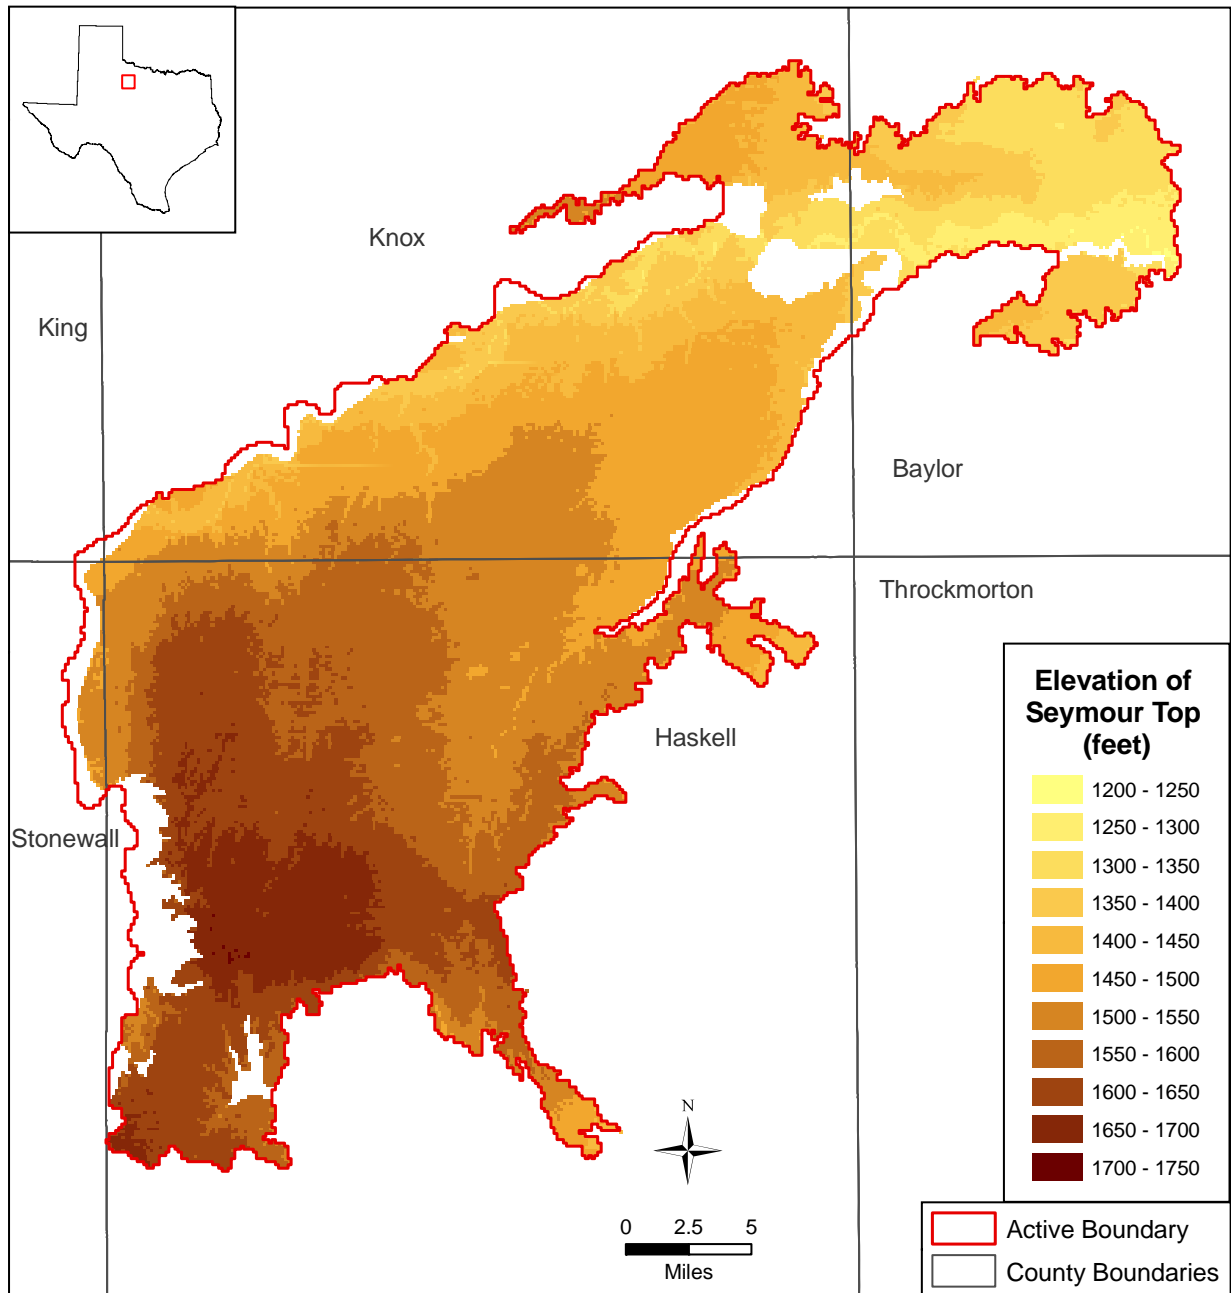 Knox
King
Baylor
Throckmorton
Haskell
Stonewall
Elevation of
Seymour Top
(feet)
1200 - 1250
1250 - 1300
1300 - 1350
1350 - 1400
1400 - 1450
1450 - 1500
1500 - 1550
1550 - 1600
1600 - 1650
1650 - 1700
1700 - 1750
N
0 2.5 5
Miles
Active Boundary
County Boundaries